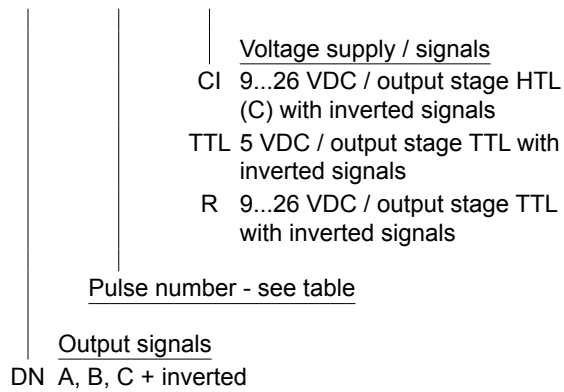 Voltage supply / signals
CI 9...26 VDC / output stage HTL
(C) with inverted signals
TTL 5 VDC / output stage TTL with
inverted signals
R 9...26 VDC / output stage TTL
with inverted signals
Pulse number - see table
Output signals
DN A, B, C + inverted